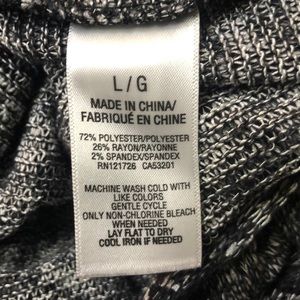 L/G
MADE IN CHINA/
FABRIQUÉ EN CHINE
72% POLYESTER/POLYESTER
26% RAYON/RAYONNE
2% SPANDEX/SPANDEX
RN121726 CA53201
MACHINE WASH COLD WITH
LIKE COLORS
GENTLE CYCLE
ONLY NON-CHLORINE BLEACH
WHEN NEEDED
LAY FLAT TO DRY
COOL IRON IF NEEDED